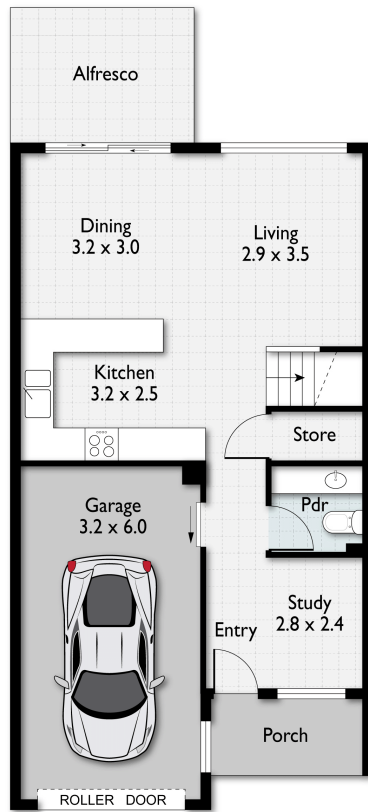 Alfresco
Dining
3.2 x 3.0
Living
2.9 x 3.5
Kitchen
3.2 x 2.5
Store
Garage
3.2 x 6.0
Pdr
Study
2.8 x 2.4
Entry
Porch
ROLLER DOOR